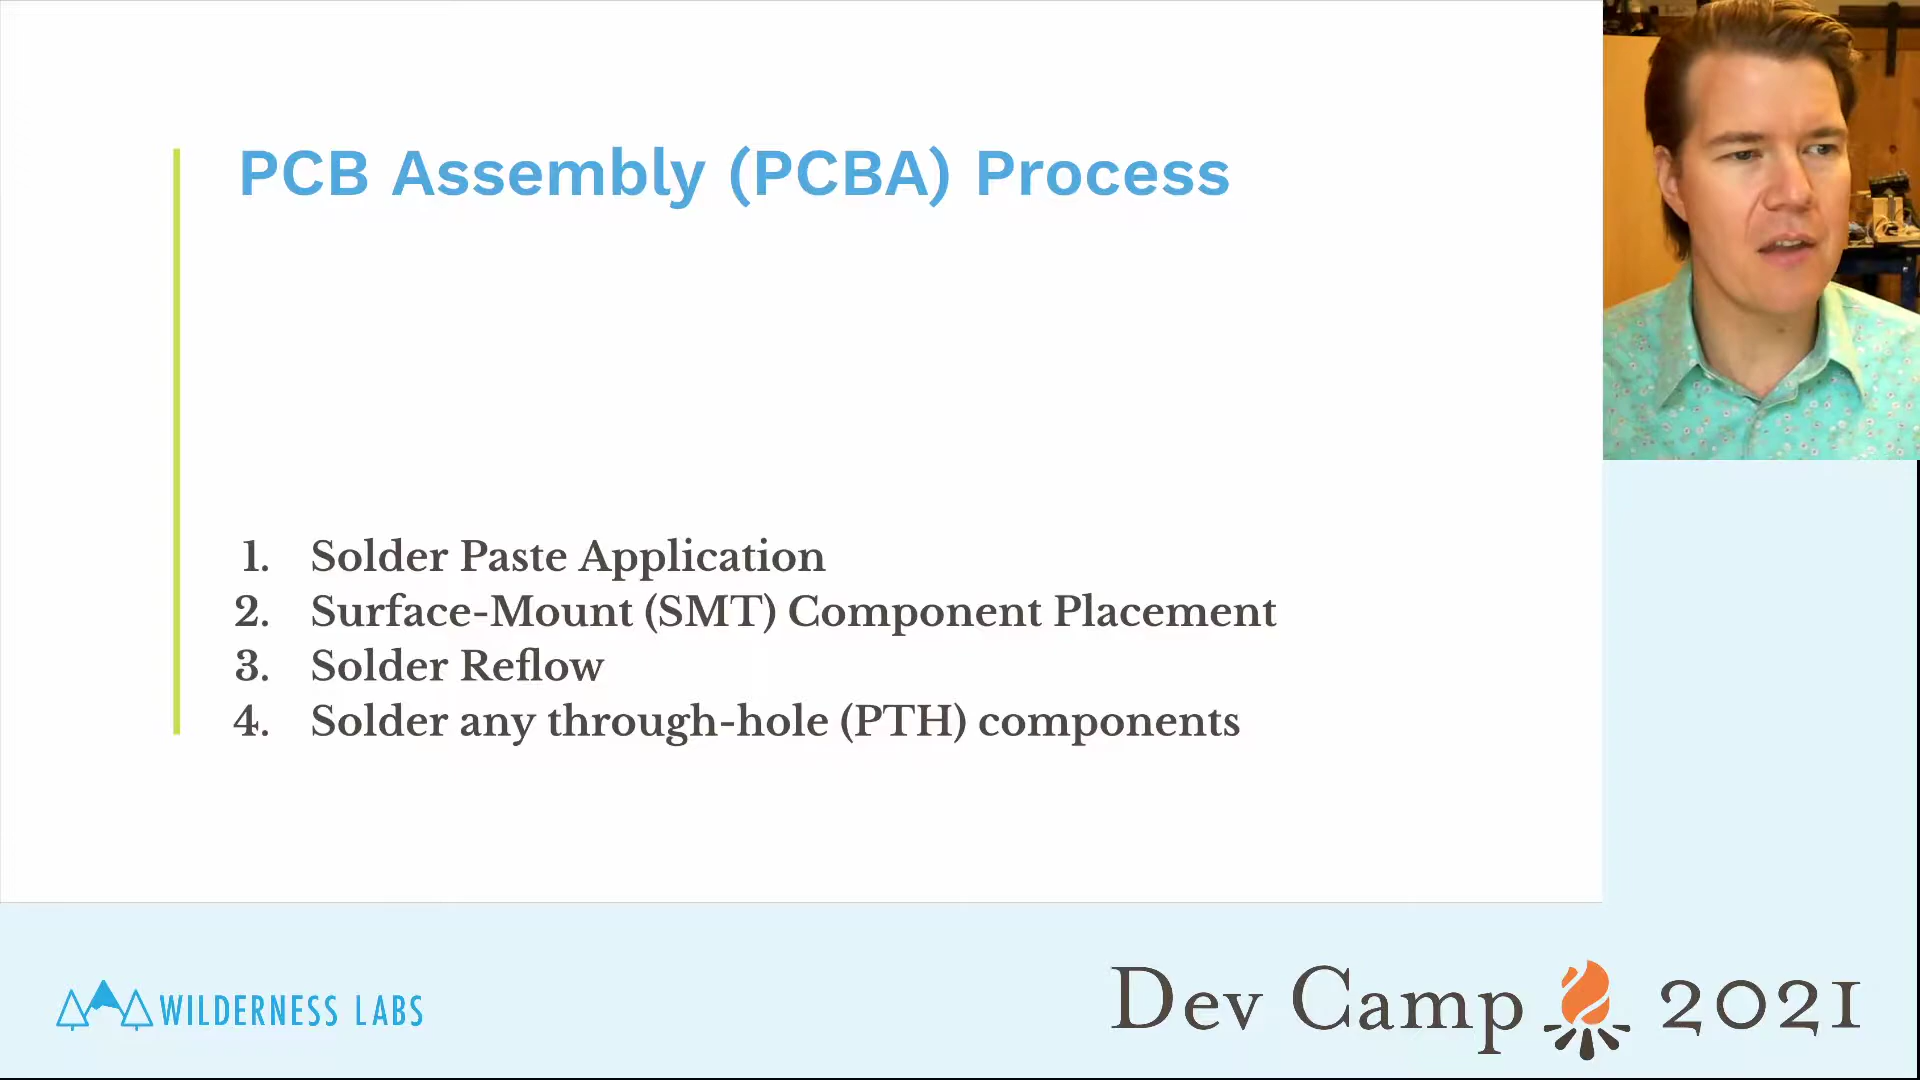 PCB Assembly (PCBA) Process
1. Solder Paste Application
2. Surface-Mount (SMT) Component Placement
3. Solder Reflow
4. Solder any through-hole (PTH) components
WILDERNESS LABS
Dev Camp 2021